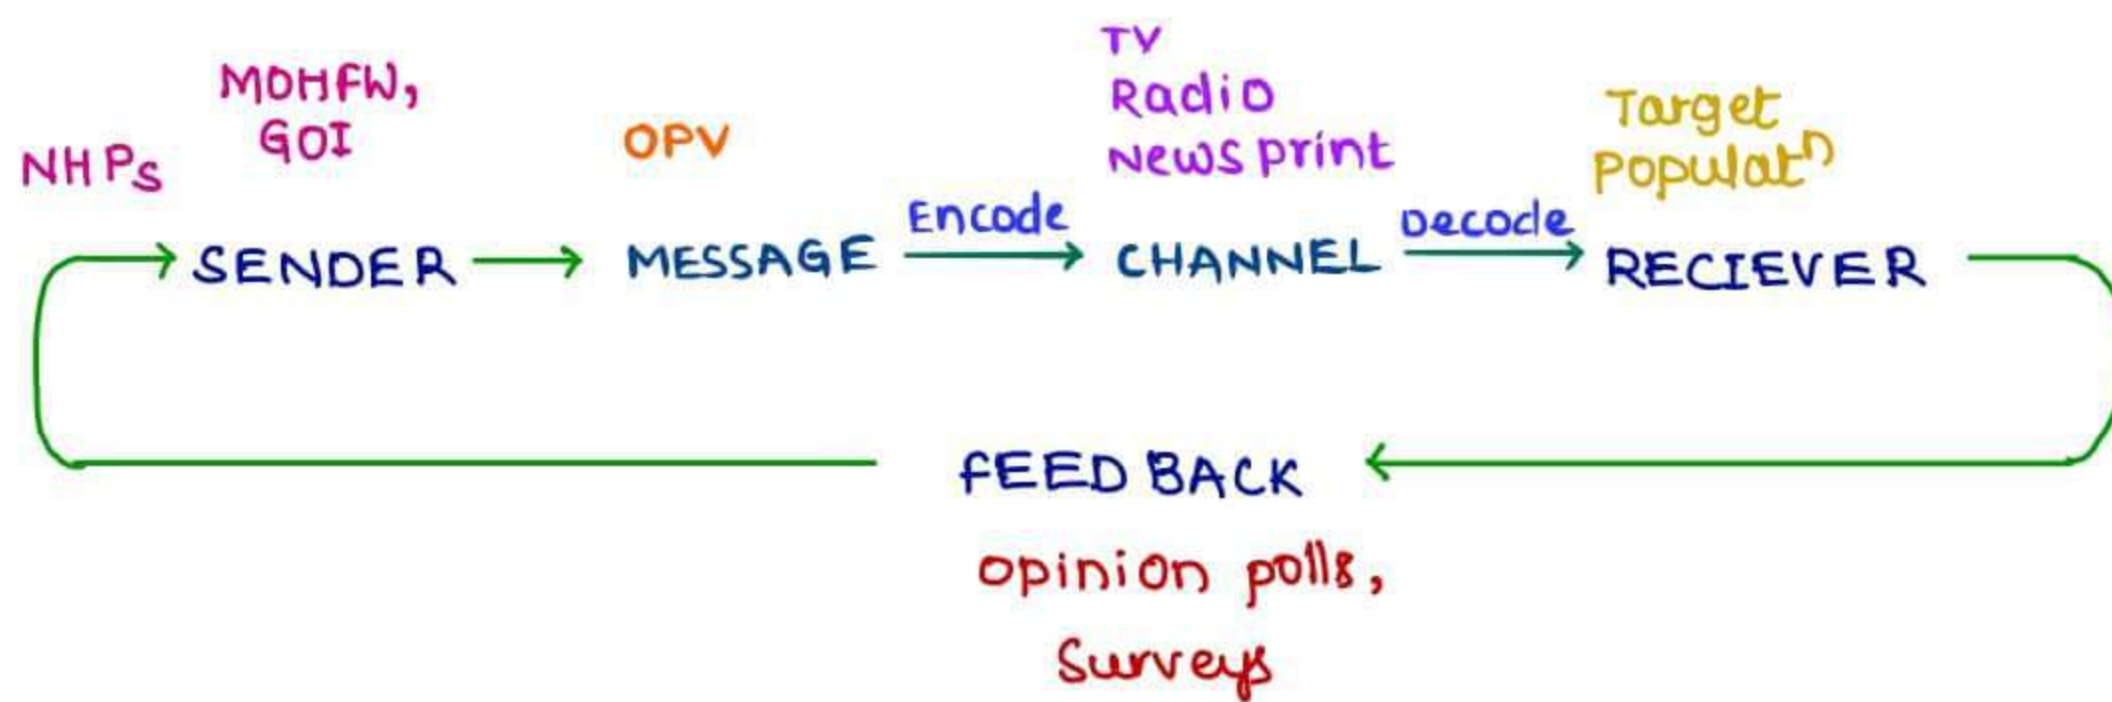 NHPs
MOHFW,
GOI
OPV
TV
Radio
News print
Target
Populatⁿ
SENDER
MESSAGE
Encode
CHANNEL
Decode
RECIEVER
FEED BACK
opinion polls,
Surveys